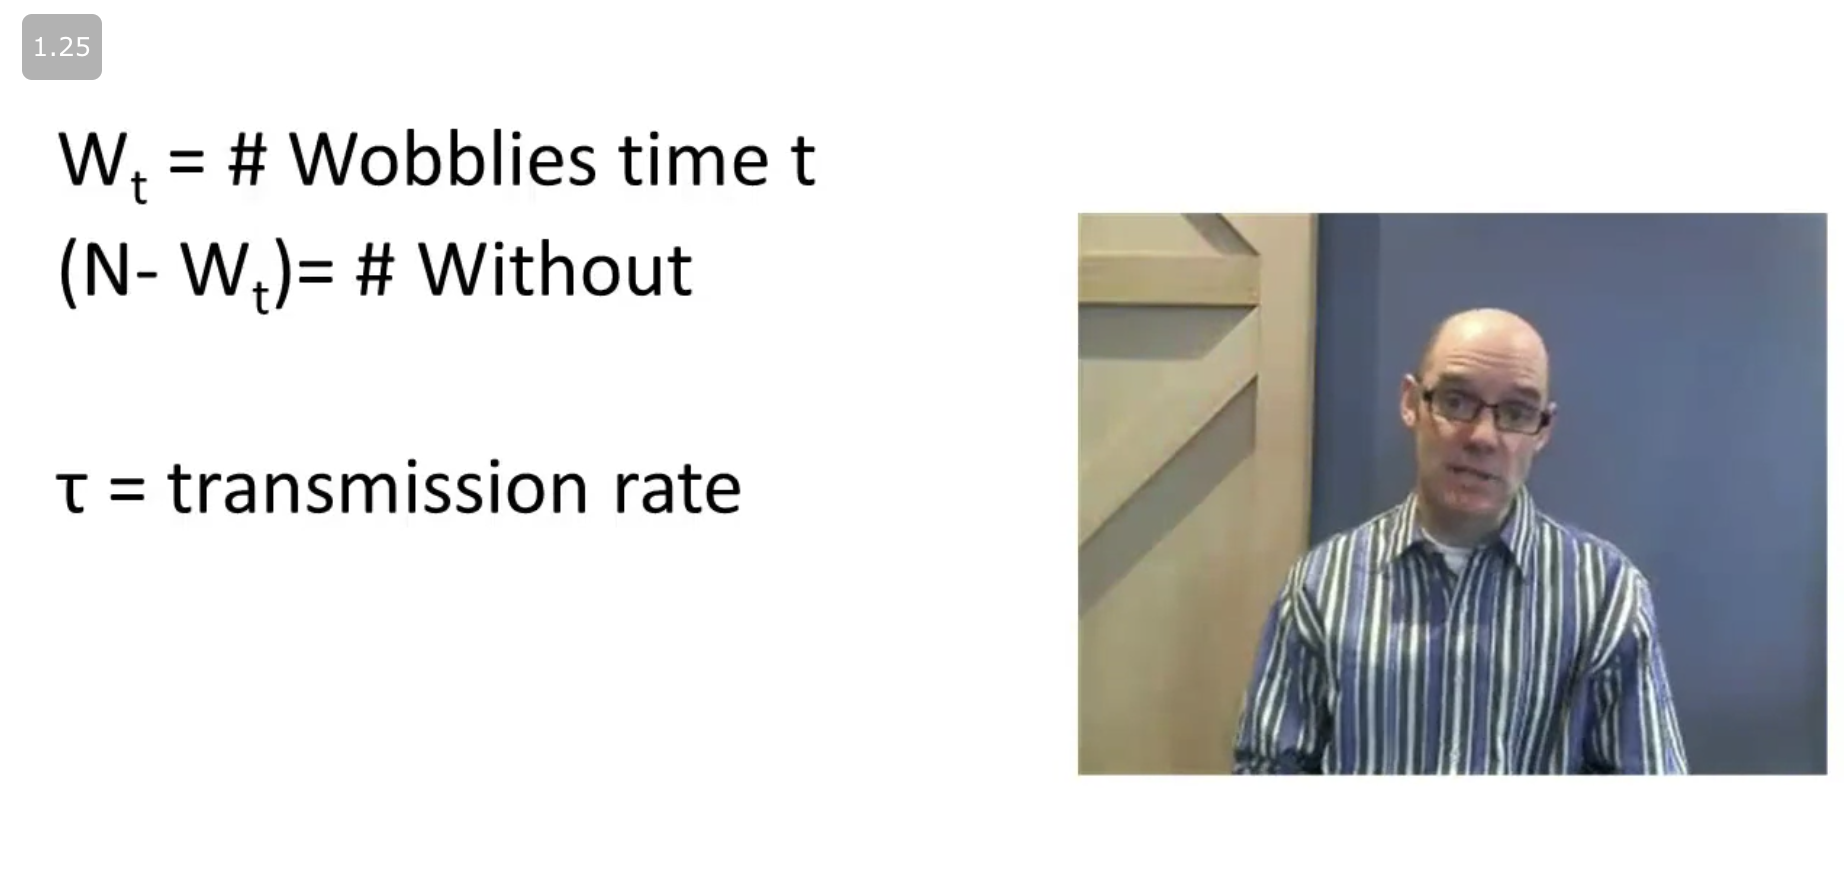 1.25
Wₜ = # Wobblies time t
(N- Wₜ)= # Without
τ = transmission rate